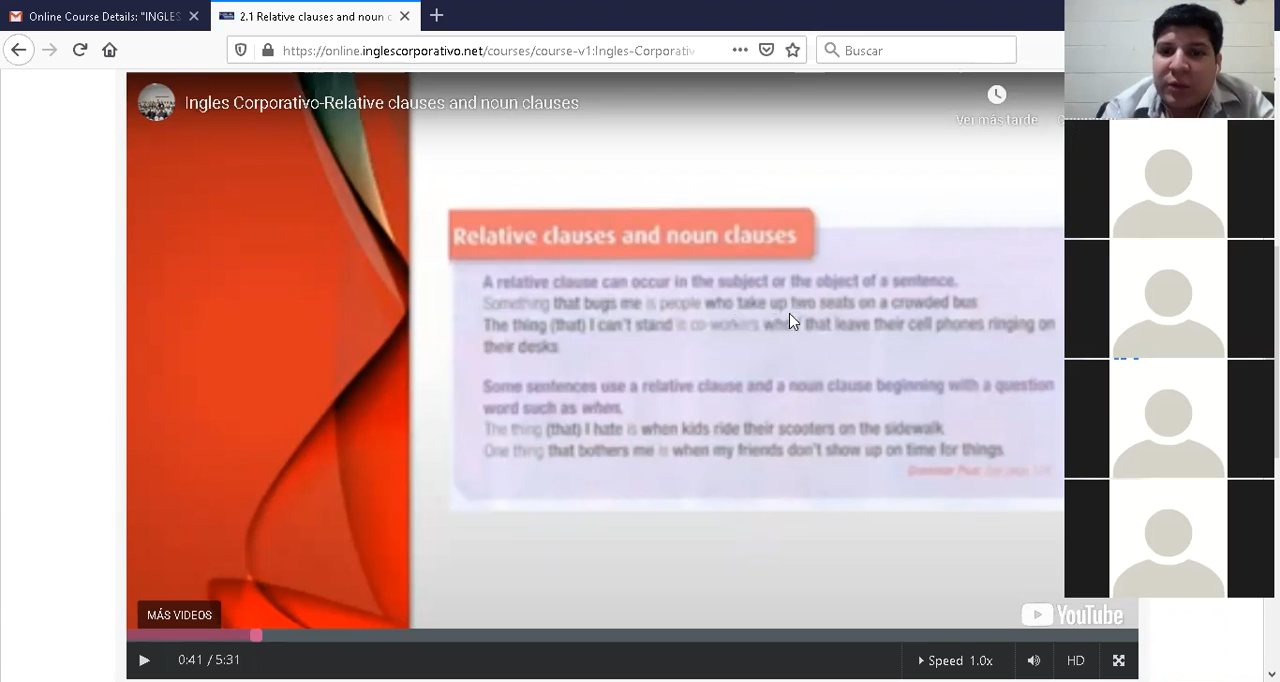 Online Course Details: "INGLES
2.1 Relative clauses and noun c
https://online.inglescorporativo.net/courses/course-v1:Ingles-Corporativ
Buscar
Ingles Corporativo-Relative clauses and noun clauses
Ver más tarde
Relative clauses and noun clauses
A relative clause can occur in the subject or the object of a sentence.
Something that bugs me is people who take up two seats on a crowded bus
The thing (that) I can't stand is co-workers that leave their cell phones ringing on
their desks
Some sentences use a relative clause and a noun clause beginning with a question
word such as when.
The thing (that) I hate is when kids ride their scooters on the sidewalk
One thing that bothers me is when my friends don't show up on time for things.
Grammar Plus:
MÁS VIDEOS
YouTube
0:41 / 5:31
Speed 1.0x
HD